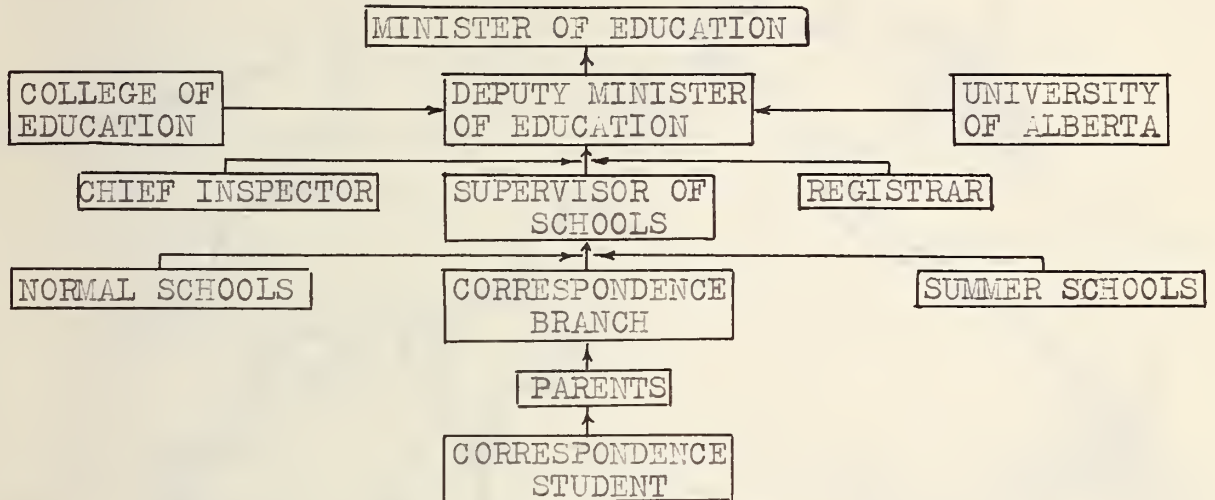 MINISTER OF EDUCATION
COLLEGE OF
EDUCATION
DEPUTY MINISTER
OF EDUCATION
UNIVERSITY
OF ALBERTA
CHIEF INSPECTOR
SUPERVISOR OF
SCHOOLS
REGISTRAR
NORMAL SCHOOLS
CORRESPONDENCE
BRANCH
SUMMER SCHOOLS
PARENTS
CORRESPONDENCE
STUDENT